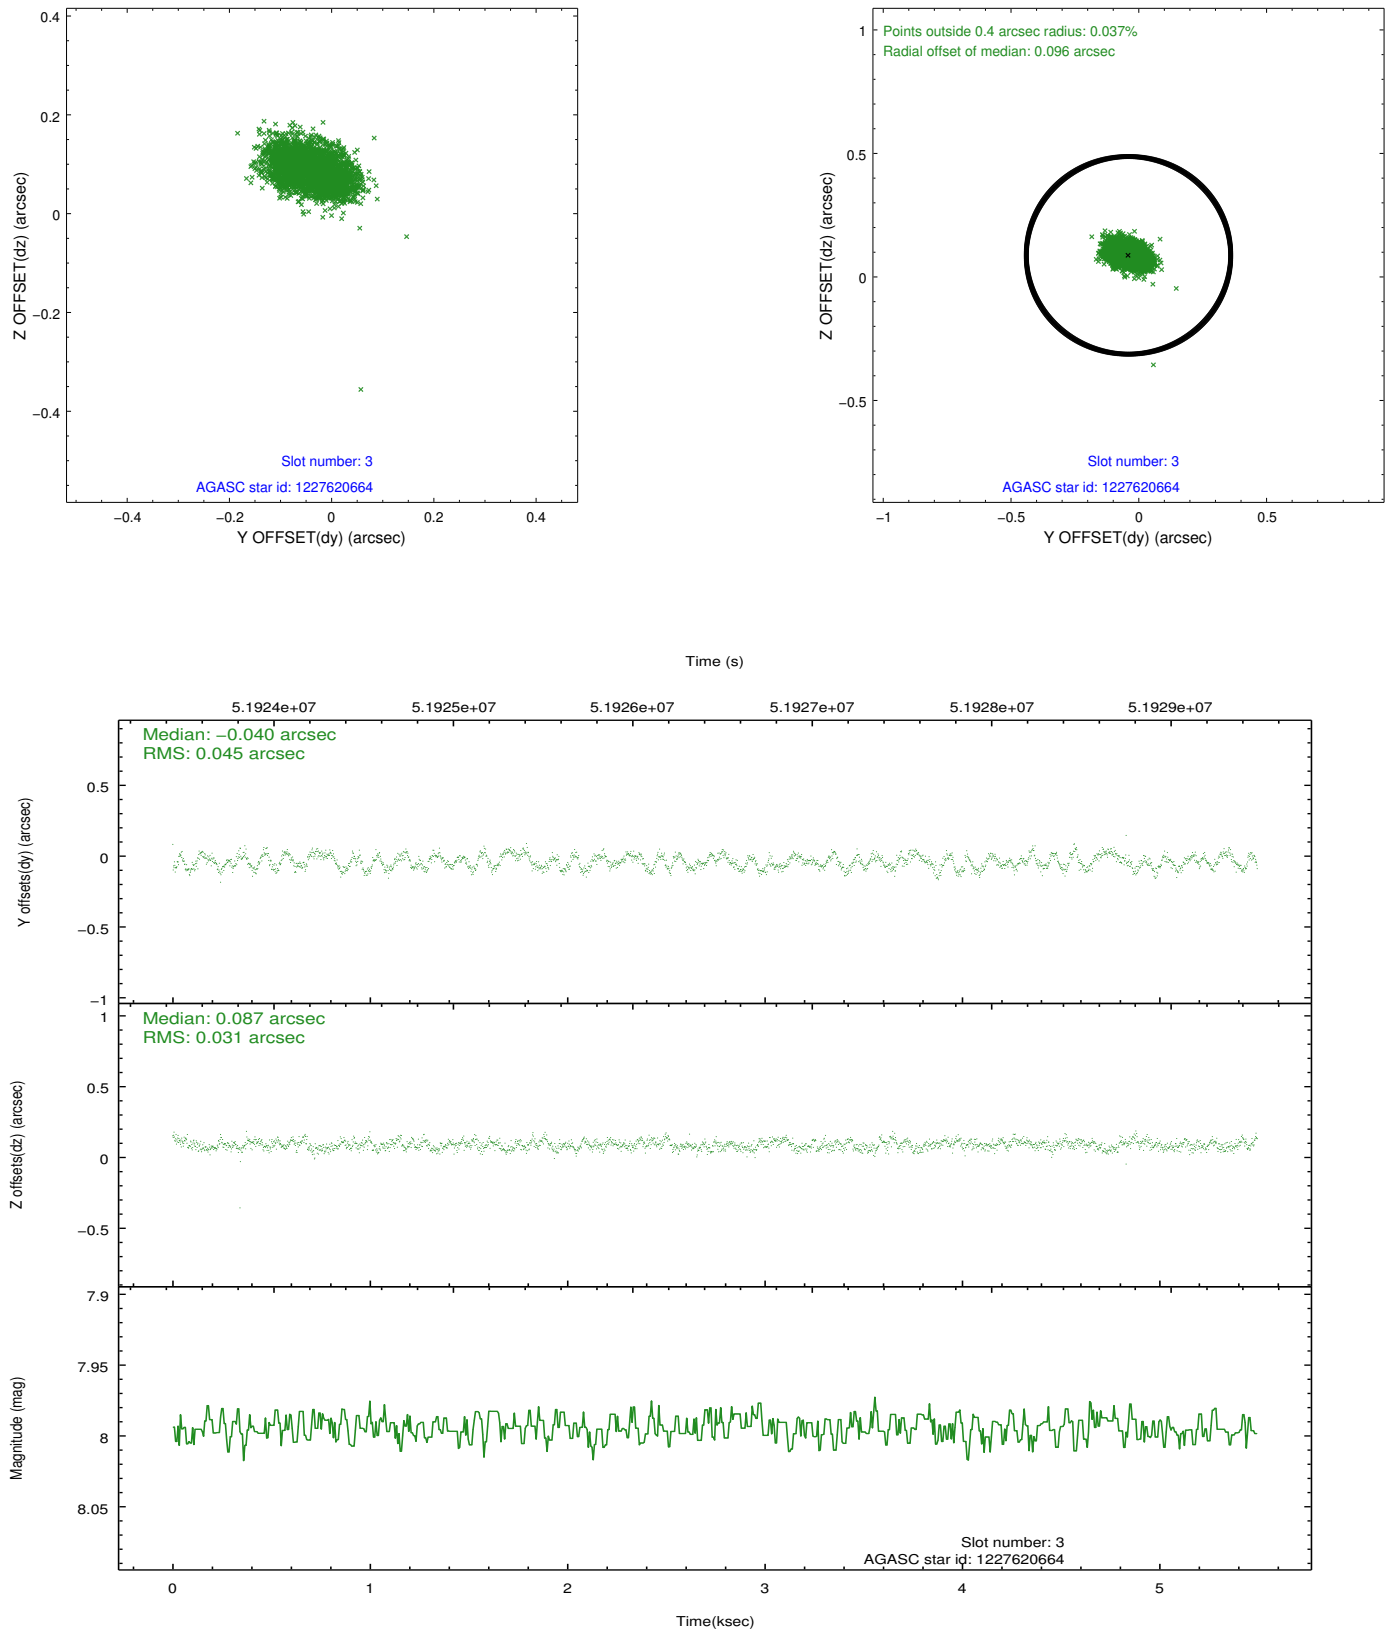 0.4
0.2
0
−0.2
−0.4
Z OFFSET(dz) (arcsec)
Slot number: 3
AGASC star id: 1227620664
−0.4 −0.2 0 0.2 0.4
Y OFFSET(dy) (arcsec)
Points outside 0.4 arcsec radius: 0.037%
Radial offset of median: 0.096 arcsec
1
0.5
0
−0.5
Z OFFSET(dz) (arcsec)
Slot number: 3
AGASC star id: 1227620664
−1 −0.5 0 0.5
Y OFFSET(dy) (arcsec)
Time (s)
5.1924e+07 5.1925e+07 5.1926e+07 5.1927e+07 5.1928e+07 5.1929e+07
Median: −0.040 arcsec
RMS: 0.045 arcsec
0.5
0
−0.5
−1
Y offsets(dy) (arcsec)
Median: 0.087 arcsec
RMS: 0.031 arcsec
1
0.5
0
−0.5
Z offsets(dz) (arcsec)
7.9
7.95
8
8.05
Magnitude (mag)
Slot number: 3
AGASC star id: 1227620664
0 1 2 3 4 5
Time(ksec)